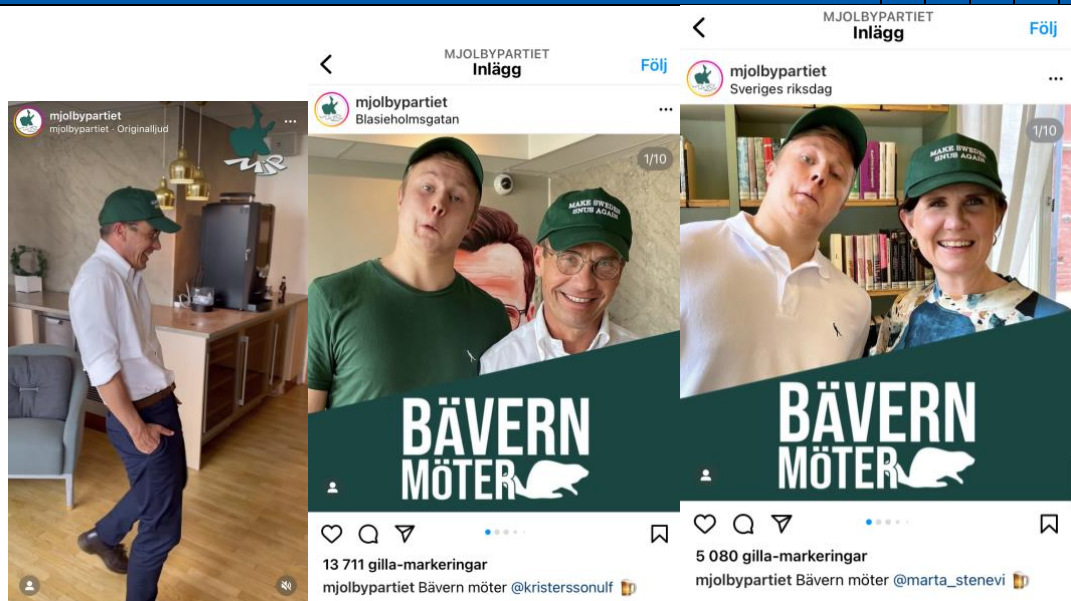 mjolbypartiet
mjolbypartiet · Originalljud
MJP
MJOLBYPARTIET
Inlägg
Följ
mjolbypartiet
Blasieholmsgatan
1/10
MAKE SWEDEN
SNUS AGAIN
BÄVERN
MÖTER
13 711 gilla-markeringar
mjolbypartiet Bävern möter @kristerssonulf
MJOLBYPARTIET
Inlägg
Följ
mjolbypartiet
Sveriges riksdag
1/10
MAKE SWEDEN
SNUS AGAIN
BÄVERN
MÖTER
5 080 gilla-markeringar
mjolbypartiet Bävern möter @marta_stenevi